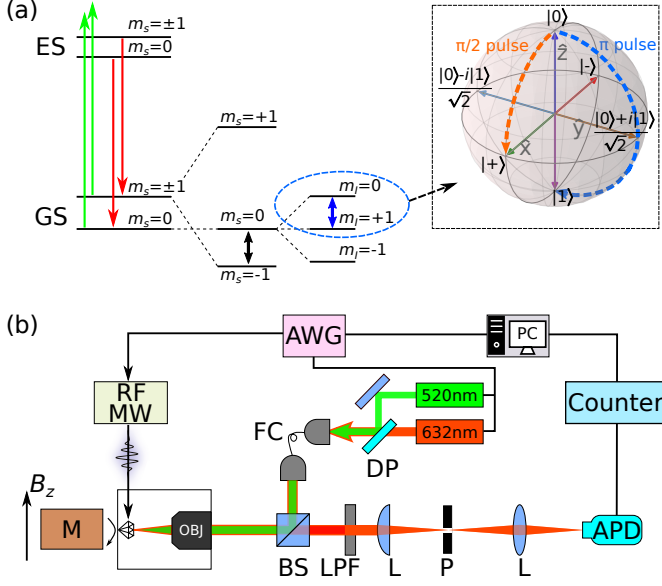 (a)
ES
mₛ=±1
mₛ=0
mₛ=+1
GS
mₛ=±1
mₛ=0
mₛ=0
mₛ=-1
mI=0
mI=+1
mI=-1
|0⟩
π/2 pulse
π pulse
ẑ
|-⟩
|0⟩-i|1⟩
√2
|0⟩+i|1⟩
√2
ŷ
x̂
|+⟩
|1⟩
(b)
AWG
PC
RF
MW
520nm
632nm
Counter
FC
DP
B_z
M
OBJ
BS
LPF
L
P
L
APD